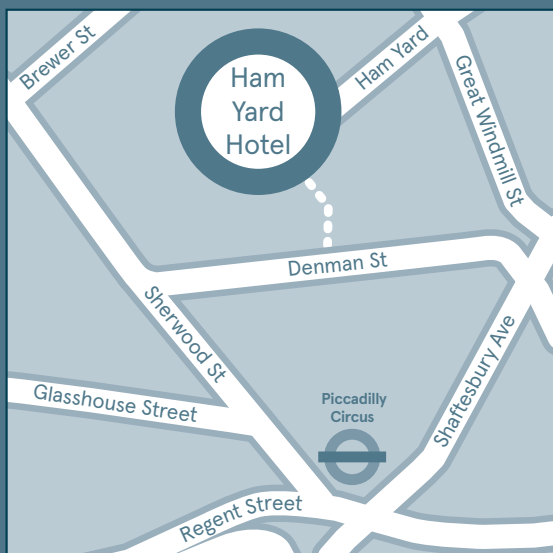 Brewer St
Ham
Yard
Hotel
Ham Yard
Great Windmill St
Denman St
Sherwood St
Shaftesbury Ave
Glasshouse Street
Piccadilly
Circus
Regent Street